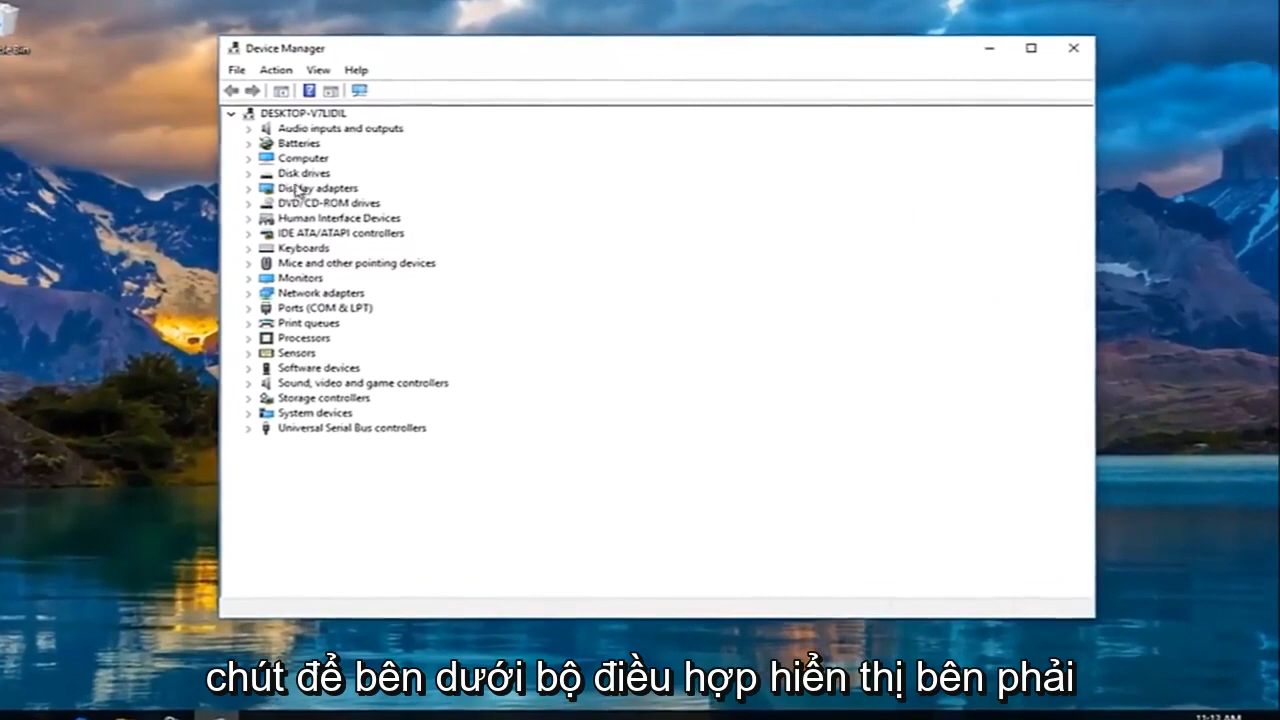 Device Manager
File Action View Help
DESKTOP-V7LIDIL
Audio inputs and outputs
Batteries
Computer
Disk drives
Display adapters
DVD/CD-ROM drives
Human Interface Devices
IDE ATA/ATAPI controllers
Keyboards
Mice and other pointing devices
Monitors
Network adapters
Ports (COM & LPT)
Print queues
Processors
Sensors
Software devices
Sound, video and game controllers
Storage controllers
System devices
Universal Serial Bus controllers
chút để bên dưới bộ điều hợp hiển thị bên phải